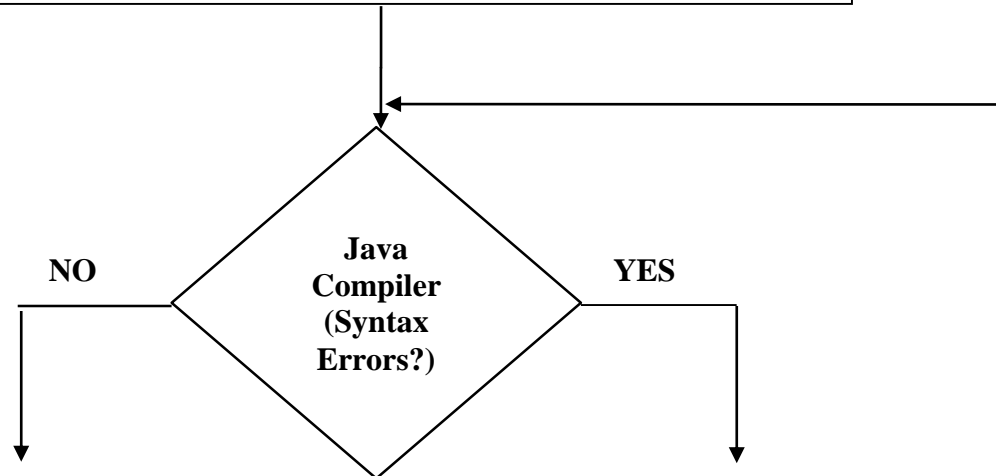 Java
NO
Compiler
YES
(Syntax
Errors?)